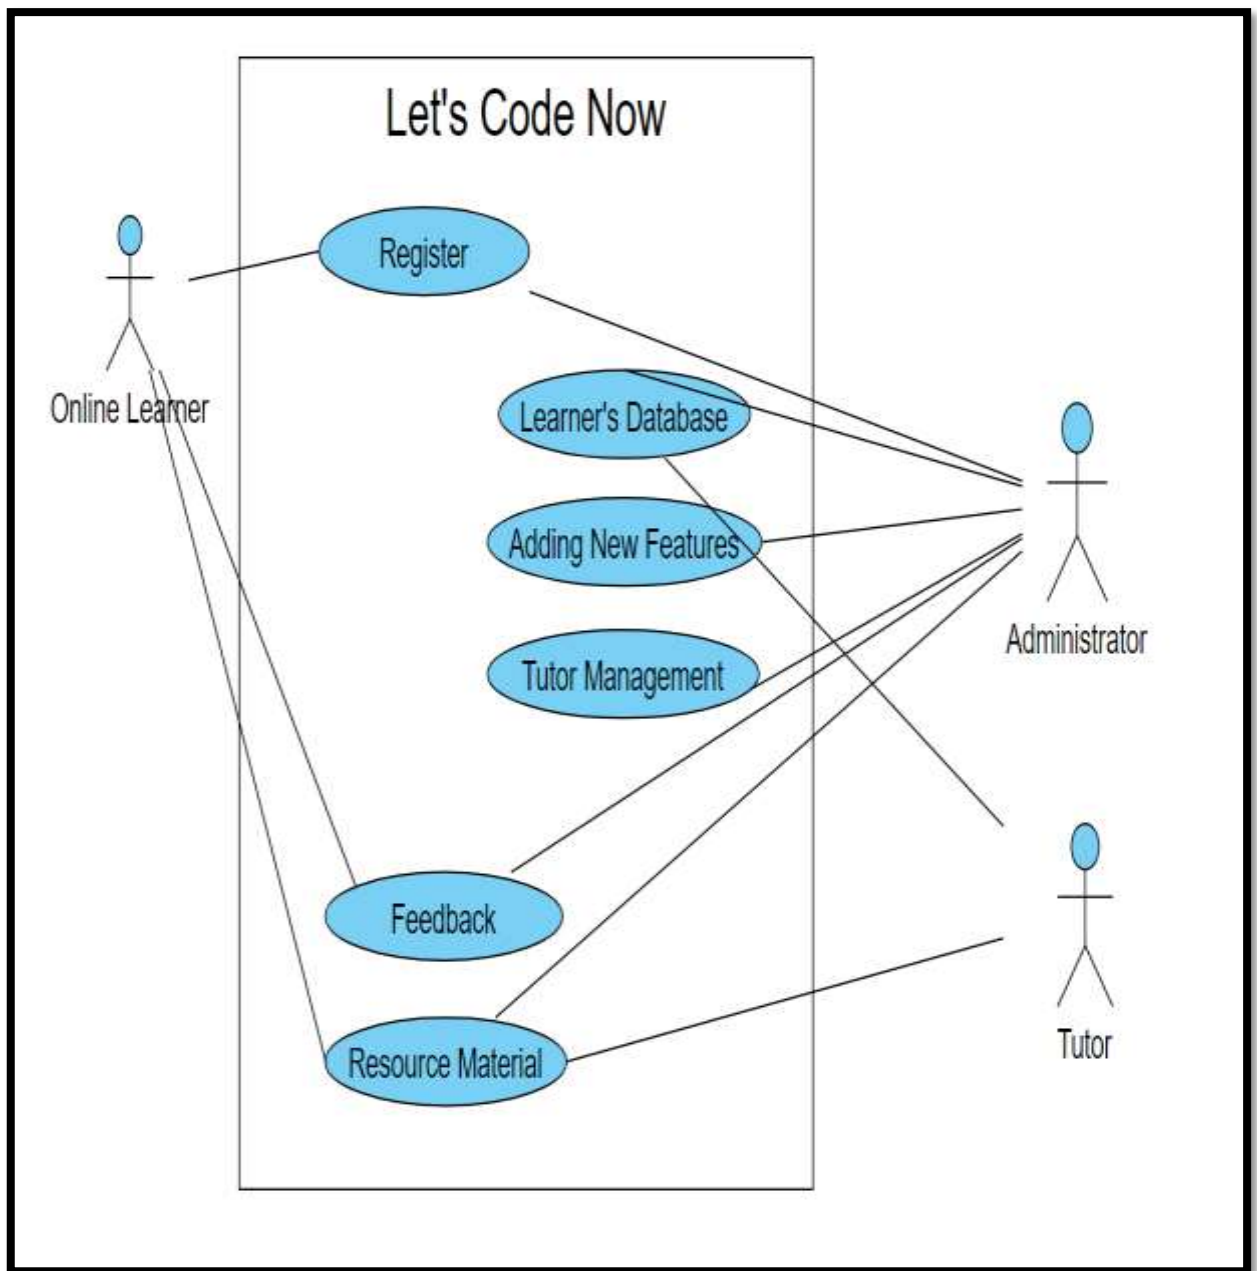 Let's Code Now
Register
Online Learner
Learner's Database
Adding New Features
Administrator
Tutor Management
Feedback
Resource Material
Tutor